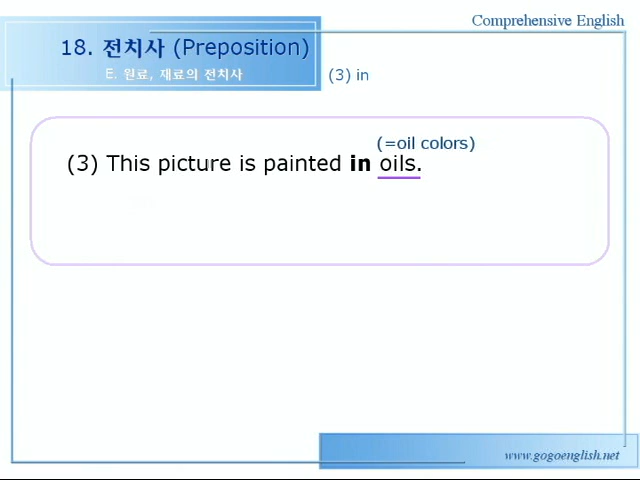 Comprehensive English
18. 전치사 (Preposition)
E. 원료, 재료의 전치사
(3) in
(=oil colors)
(3) This picture is painted in oils.
www.gogoenglish.net